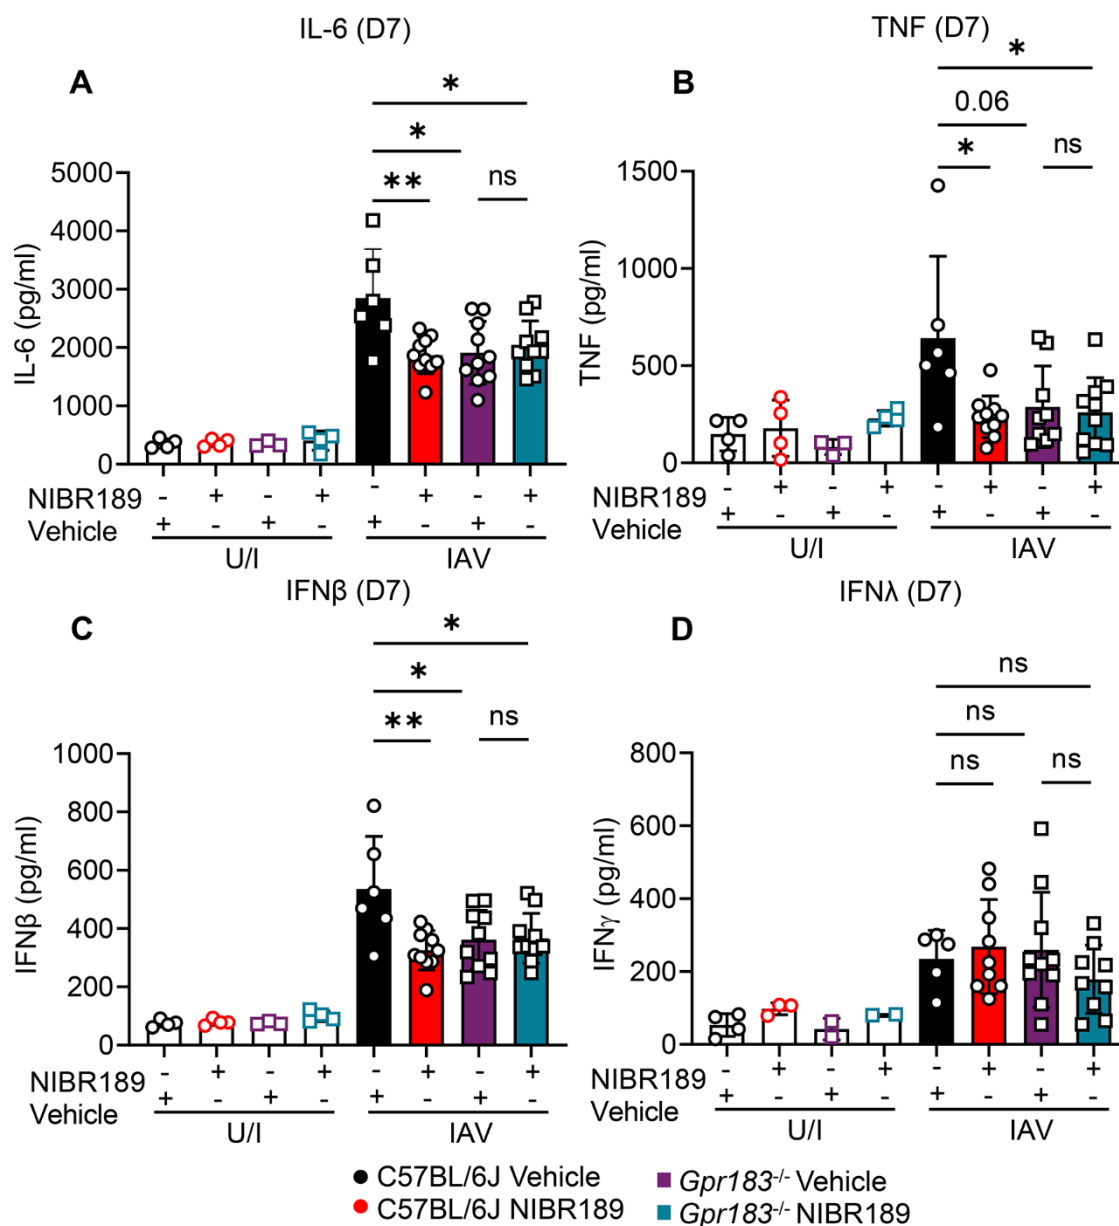 IL-6 (D7)
A
*
*
**
ns
IL-6 (pg/ml)
5000
4000
3000
2000
1000
0
NIBR189 - + - + - + - +
Vehicle + - + - + - + -
U/I IAV
TNF (D7)
B
*
0.06
*
ns
TNF (pg/ml)
1500
1000
500
0
NIBR189 - + - + - + - +
Vehicle + - + - + - + -
U/I IAV
IFNβ (D7)
C
*
*
**
ns
IFNβ (pg/ml)
1000
800
600
400
200
0
NIBR189 - + - + - + - +
Vehicle + - + - + - + -
U/I IAV
IFNλ (D7)
D
ns
ns
ns
ns
IFNγ (pg/ml)
800
600
400
200
0
NIBR189 - + - + - + - +
Vehicle + - + - + - + -
U/I IAV
C57BL/6J Vehicle
C57BL/6J NIBR189
Gpr183-/- Vehicle
Gpr183-/- NIBR189